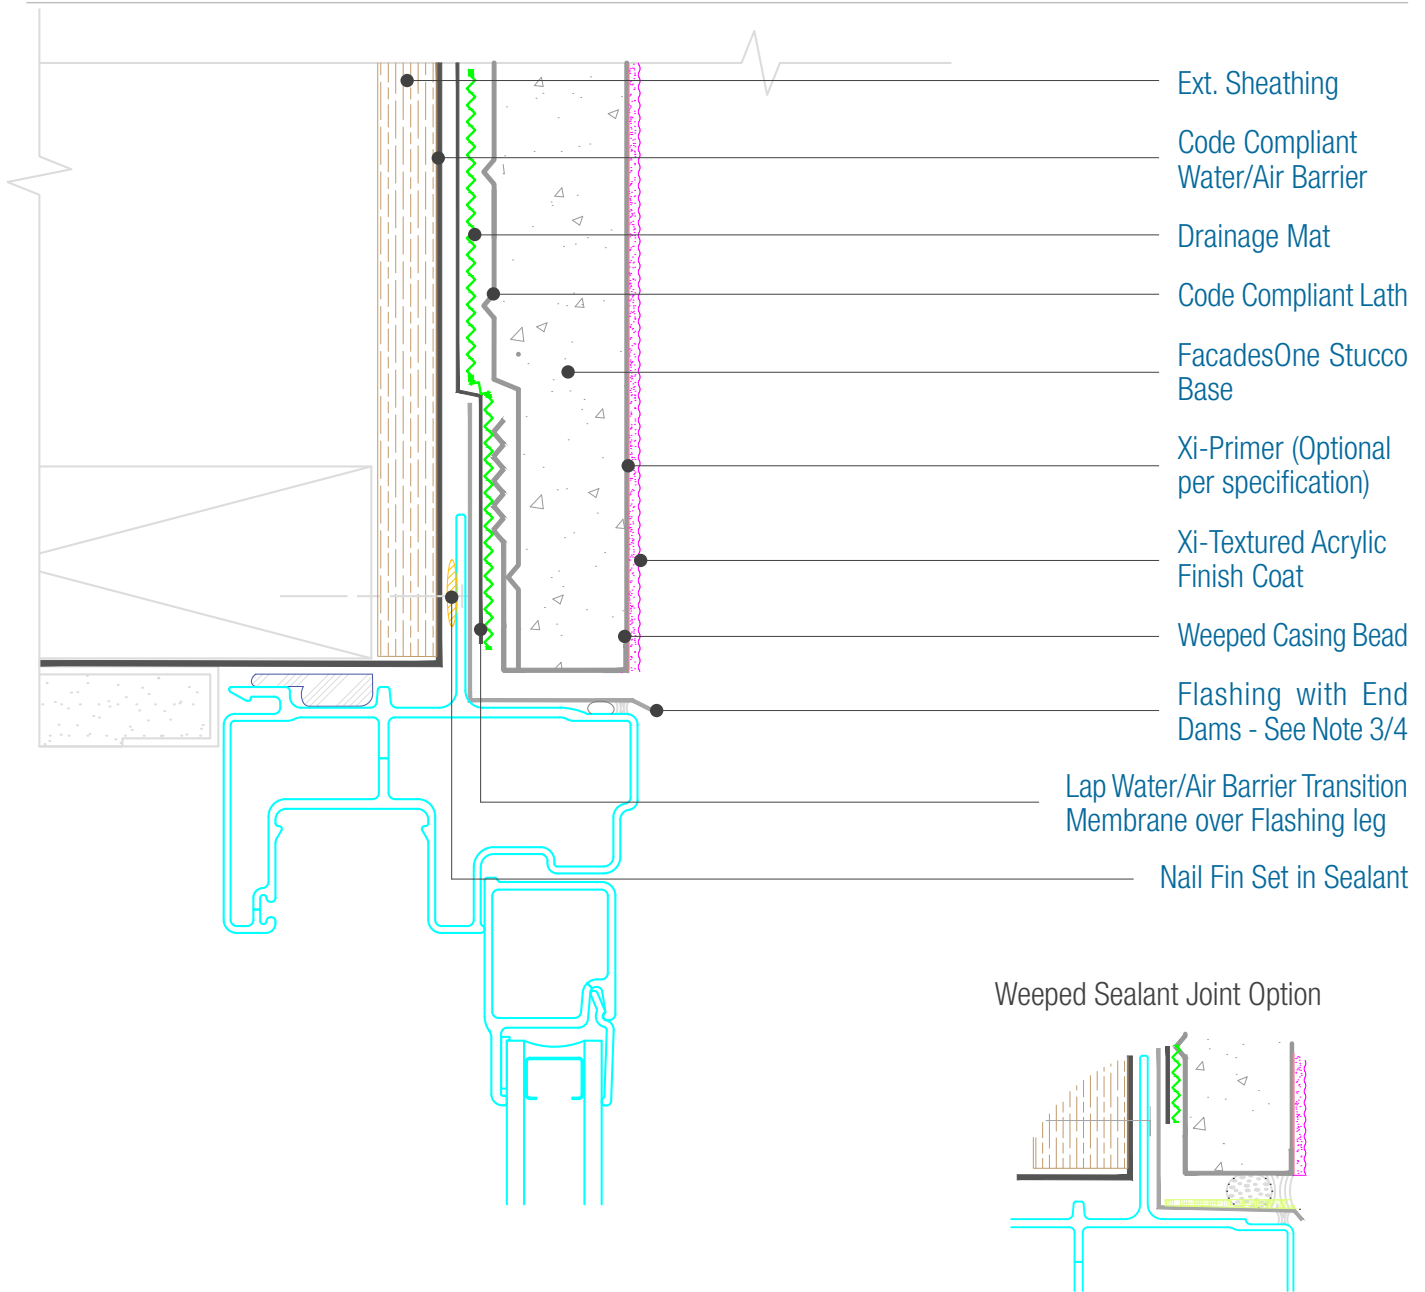 Ext. Sheathing
Code Compliant
Water/Air Barrier
Drainage Mat
Code Compliant Lath
FacadesOne Stucco
Base
Xi-Primer (Optional
per specification)
Xi-Textured Acrylic
Finish Coat
Weeped Casing Bead
Flashing with End
Dams - See Note 3/4
Lap Water/Air Barrier Transition
Membrane over Flashing leg
Nail Fin Set in Sealant
Weeped Sealant Joint Option